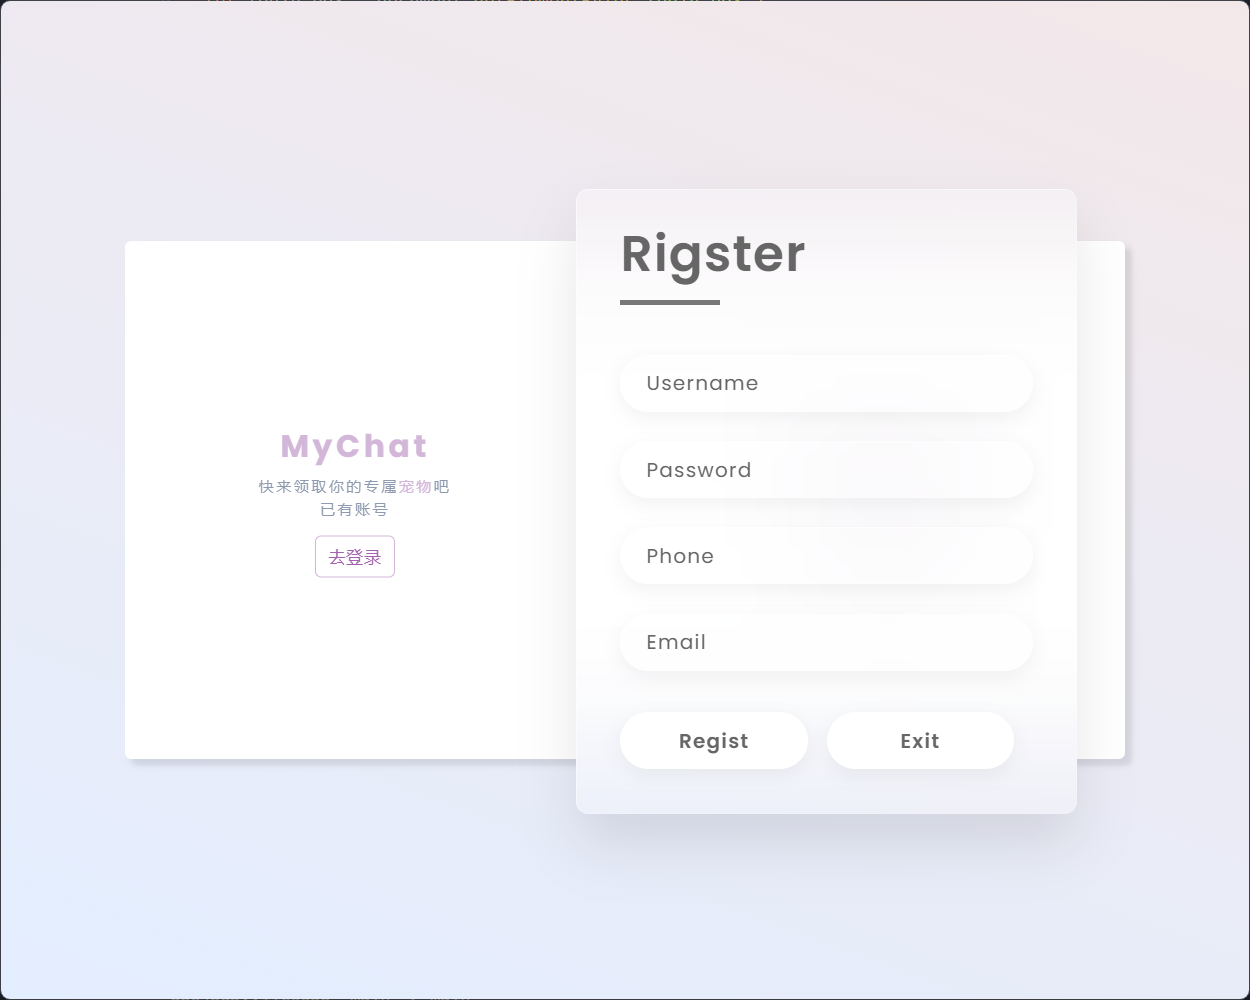 MyChat
快来领取你的专属宠物吧
已有账号
去登录
Rigster
Username
Password
Phone
Email
Regist
Exit